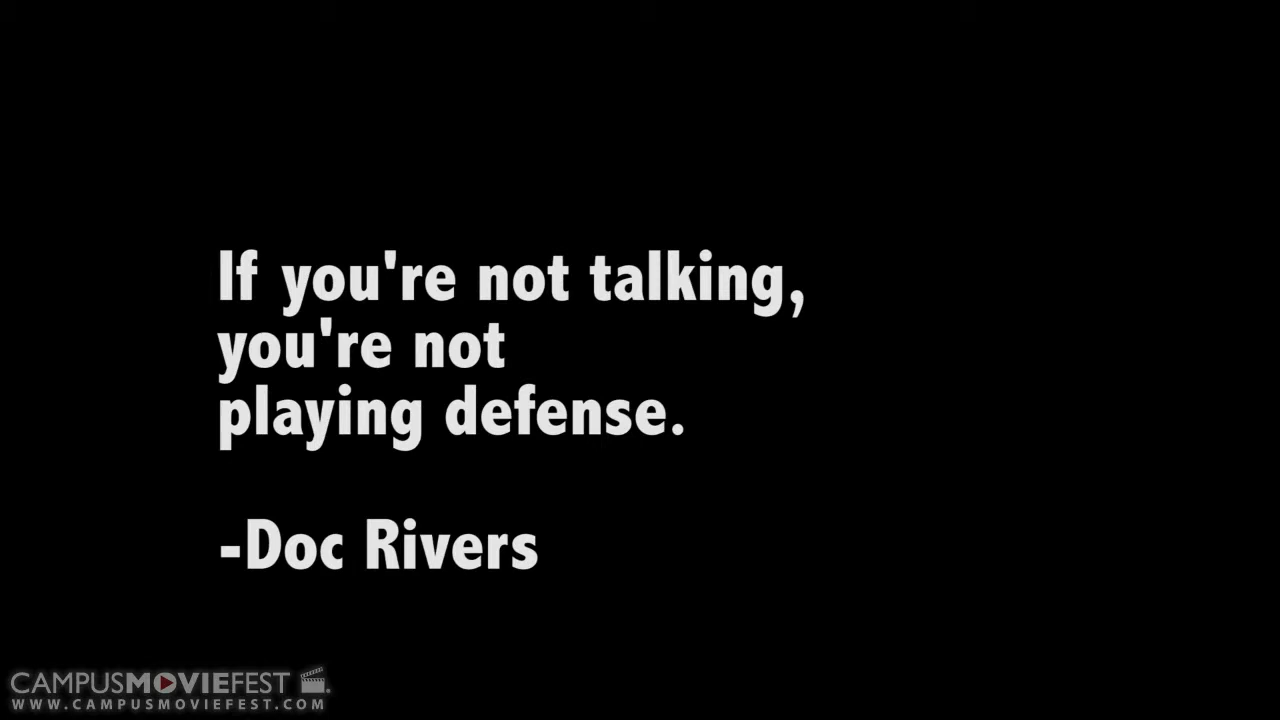 If you're not talking,
you're not
playing defense.
-Doc Rivers
CAMPUSMOVIEFEST
WWW.CAMPUSMOVIEFEST.COM